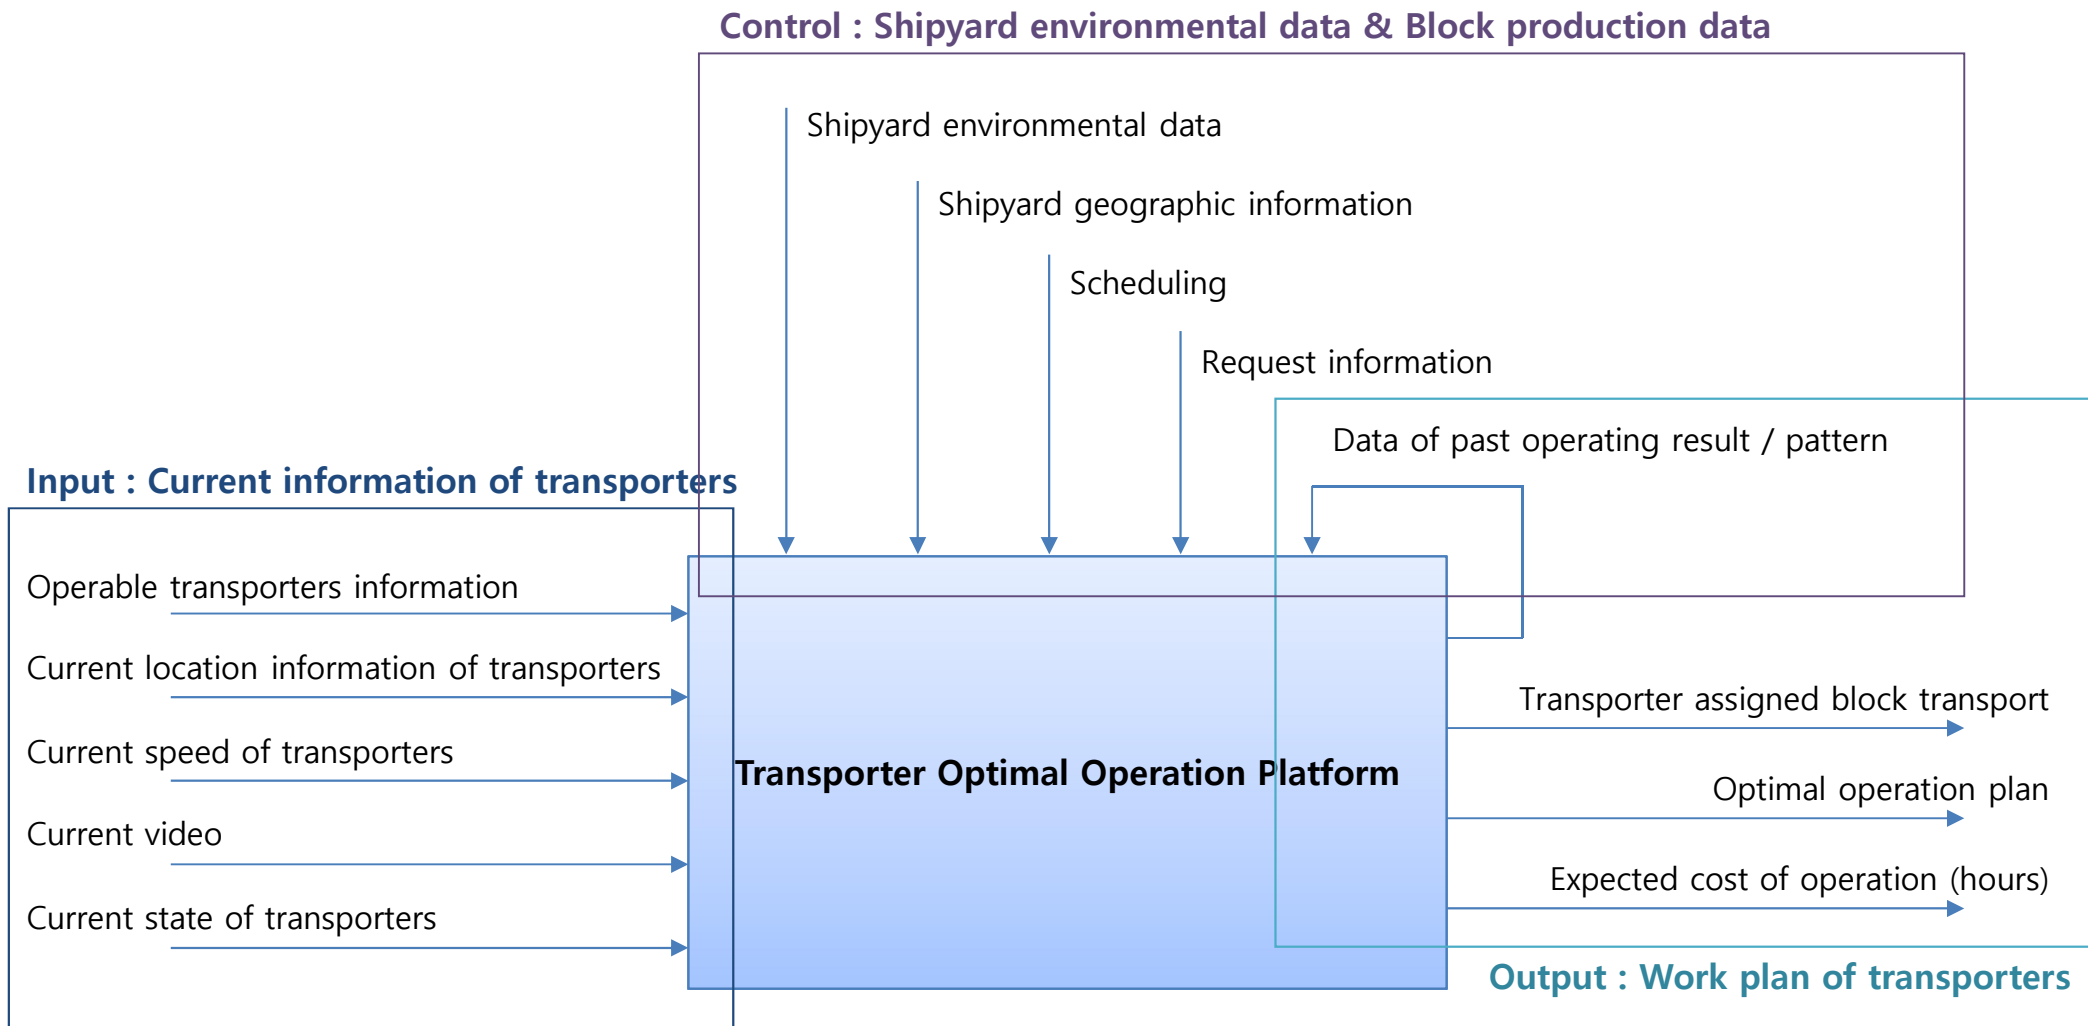 Control : Shipyard environmental data & Block production data
Shipyard environmental data
Shipyard geographic information
Scheduling
Request information
Data of past operating result / pattern
Input : Current information of transporters
Operable transporters information
Current location information of transporters
Current speed of transporters
Current video
Current state of transporters
Transporter Optimal Operation Platform
Transporter assigned block transport
Optimal operation plan
Expected cost of operation (hours)
Output : Work plan of transporters